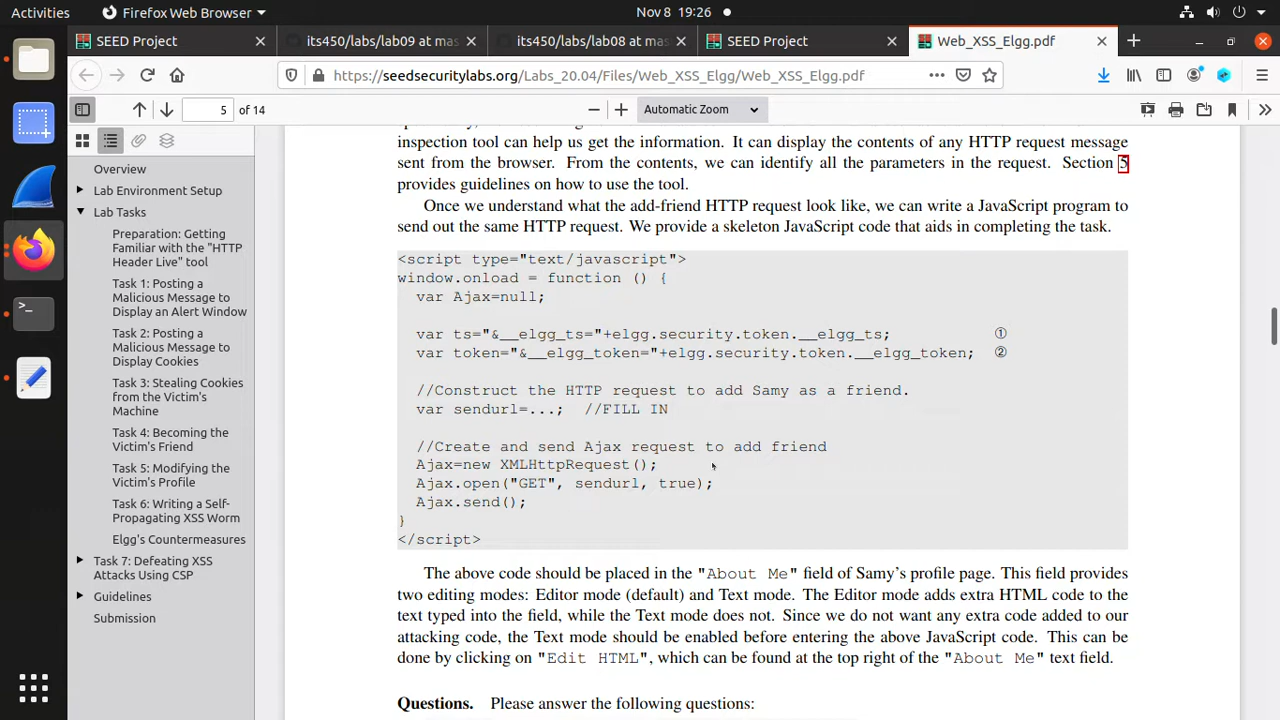 Activities
Firefox Web Browser
Nov 8 19:26
SEED Project
its450/labs/lab09 at mas
its450/labs/lab08 at mas
SEED Project
Web_XSS_Elgg.pdf
https://seedsecuritylabs.org/Labs_20.04/Files/Web_XSS_Elgg/Web_XSS_Elgg.pdf
5 of 14
Automatic Zoom
Overview
Lab Environment Setup
Lab Tasks
Preparation: Getting
Familiar with the "HTTP
Header Live" tool
Task 1: Posting a
Malicious Message to
Display an Alert Window
Task 2: Posting a
Malicious Message to
Display Cookies
Task 3: Stealing Cookies
from the Victim's
Machine
Task 4: Becoming the
Victim's Friend
Task 5: Modifying the
Victim's Profile
Task 6: Writing a Self-
Propagating XSS Worm
Elgg's Countermeasures
Task 7: Defeating XSS
Attacks Using CSP
Guidelines
Submission
inspection tool can help us get the information. It can display the contents of any HTTP request message
sent from the browser. From the contents, we can identify all the parameters in the request. Section 5
provides guidelines on how to use the tool.
Once we understand what the add-friend HTTP request look like, we can write a JavaScript program to
send out the same HTTP request. We provide a skeleton JavaScript code that aids in completing the task.
<script type="text/javascript">
window.onload = function () {
var Ajax=null;
var ts="&__elgg_ts="+elgg.security.token.__elgg_ts; ①
var token="&__elgg_token="+elgg.security.token.__elgg_token; ②
//Construct the HTTP request to add Samy as a friend.
var sendurl=...; //FILL IN
//Create and send Ajax request to add friend
Ajax=new XMLHttpRequest();
Ajax.open("GET", sendurl, true);
Ajax.send();
}
</script>
The above code should be placed in the "About Me" field of Samy's profile page. This field provides
two editing modes: Editor mode (default) and Text mode. The Editor mode adds extra HTML code to the
text typed into the field, while the Text mode does not. Since we do not want any extra code added to our
attacking code, the Text mode should be enabled before entering the above JavaScript code. This can be
done by clicking on "Edit HTML", which can be found at the top right of the "About Me" text field.
Questions. Please answer the following questions: